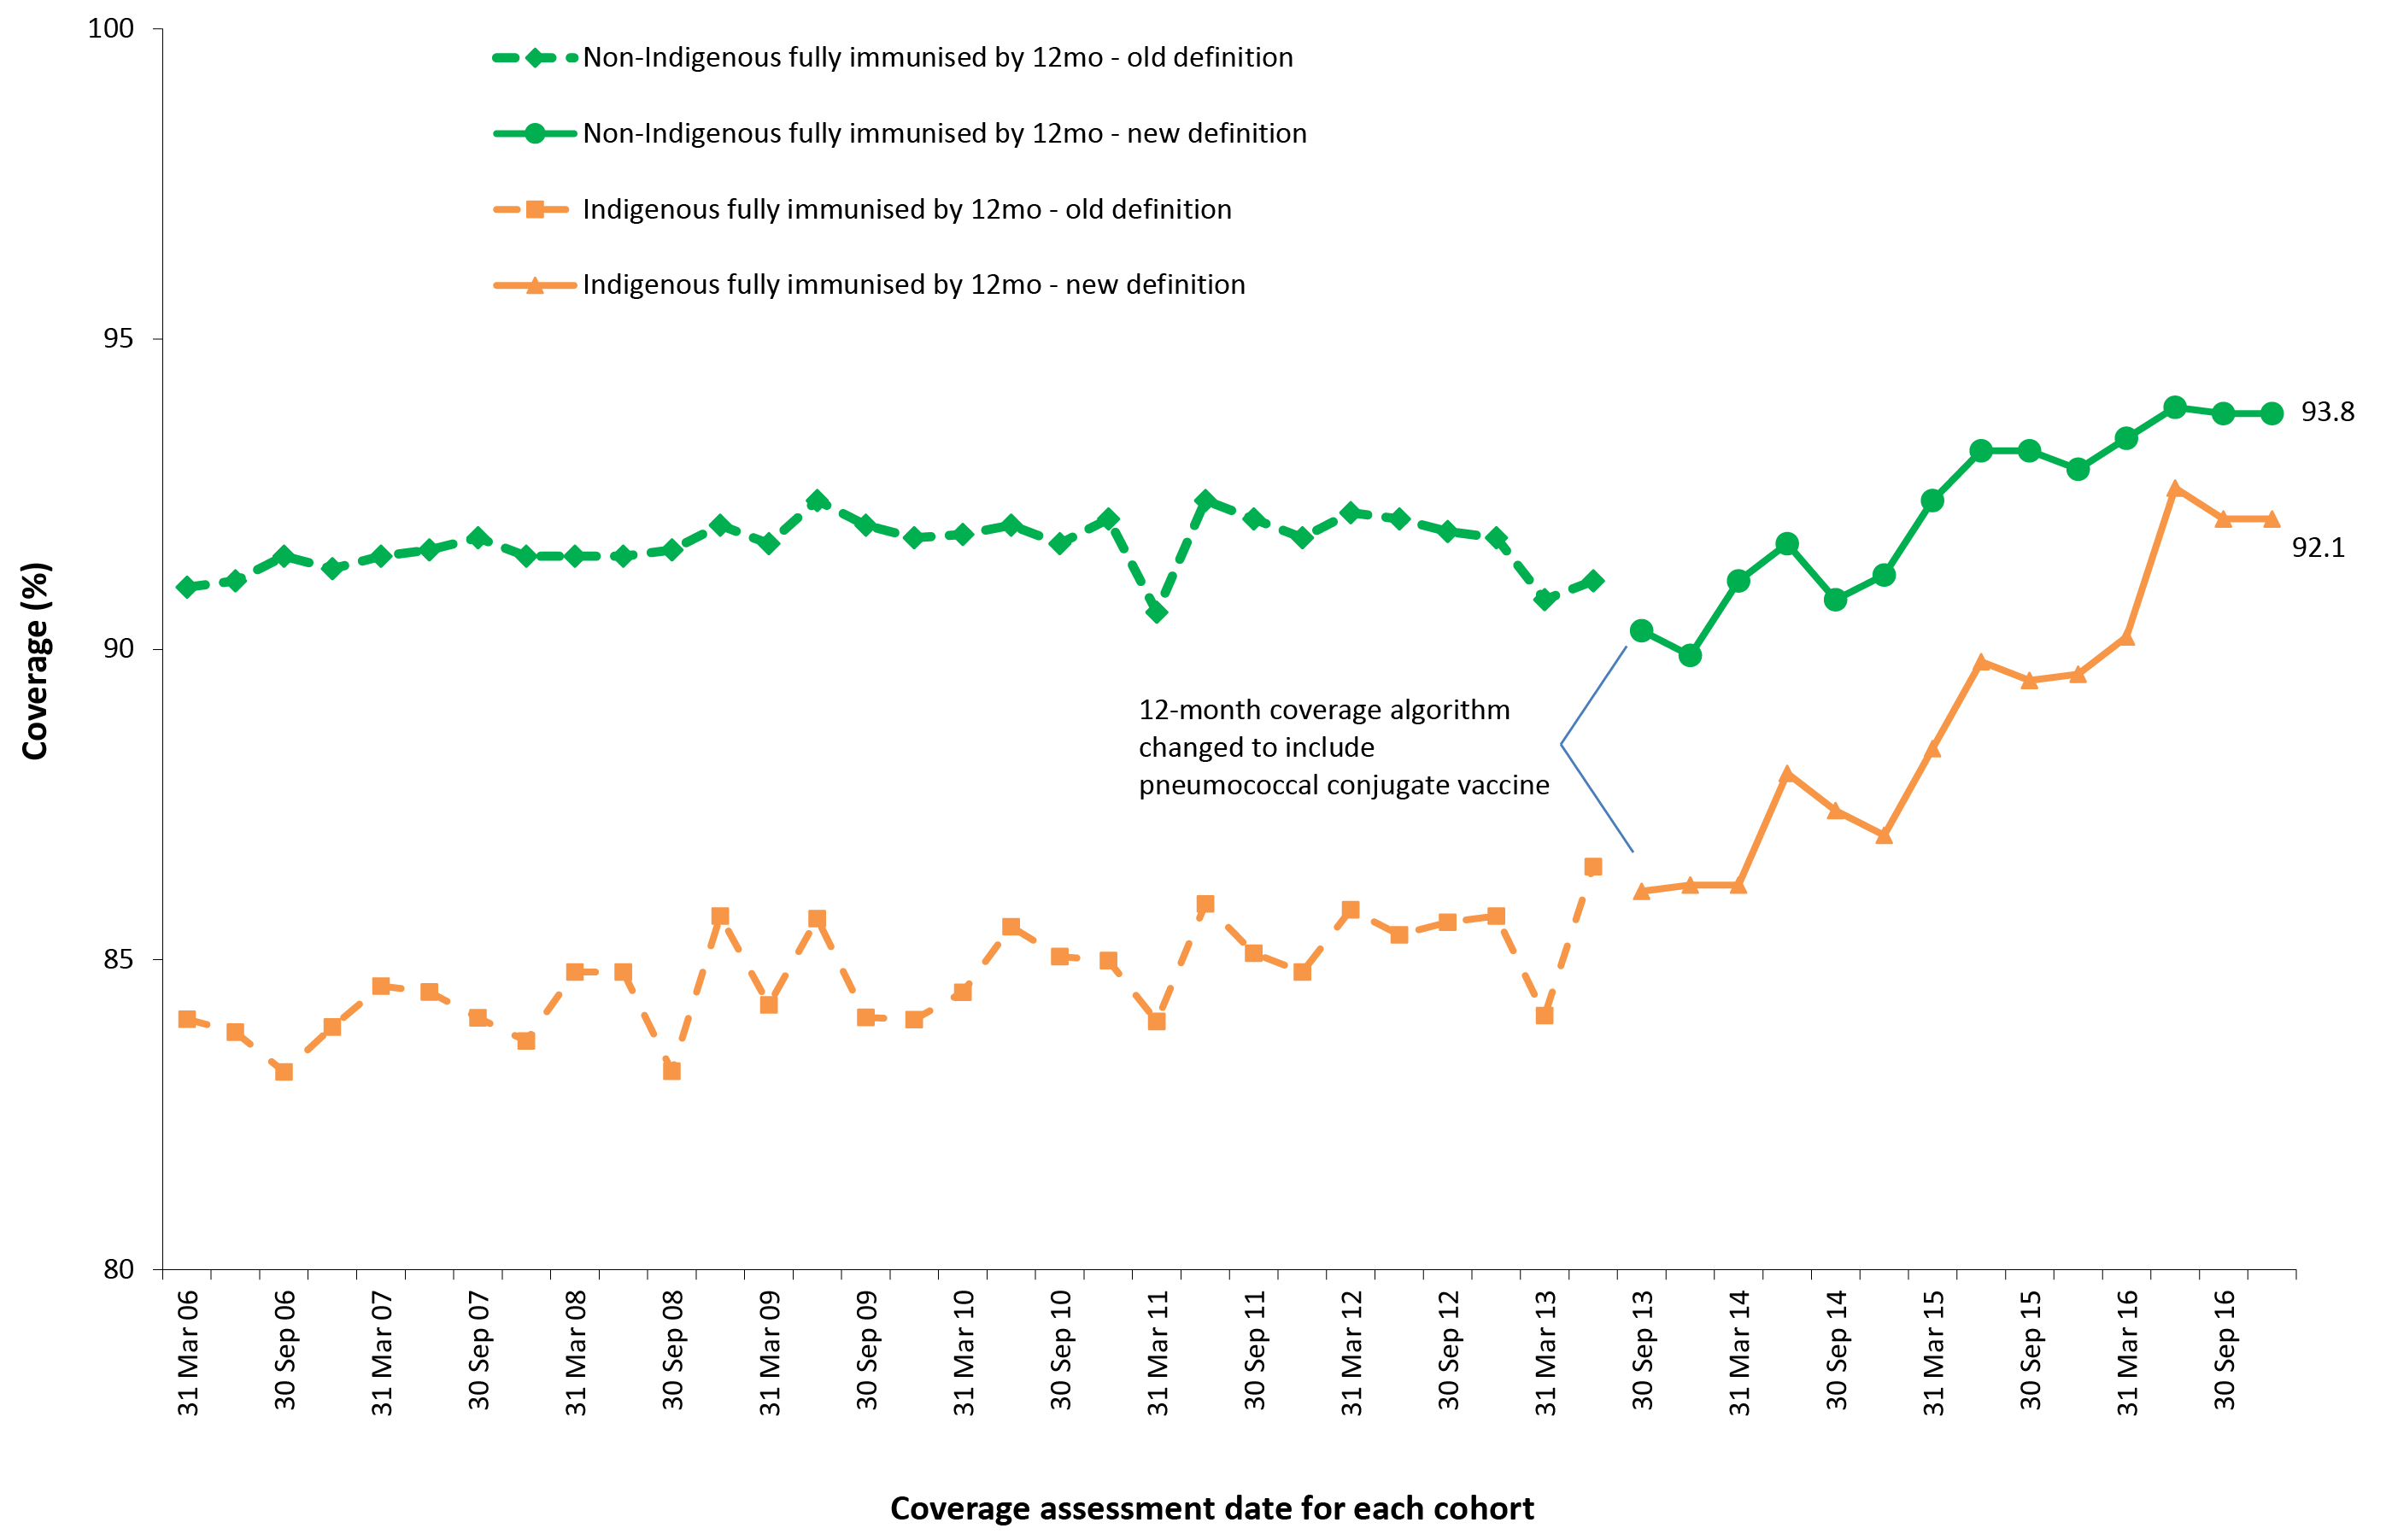 100
95
90
85
80
Coverage (%)
Non-Indigenous fully immunised by 12mo - old definition
Non-Indigenous fully immunised by 12mo - new definition
Indigenous fully immunised by 12mo - old definition
Indigenous fully immunised by 12mo - new definition
93.8
92.1
12-month coverage algorithm
changed to include
pneumococcal conjugate vaccine
31 Mar 06
30 Sep 06
31 Mar 07
30 Sep 07
31 Mar 08
30 Sep 08
31 Mar 09
30 Sep 09
31 Mar 10
30 Sep 10
31 Mar 11
30 Sep 11
31 Mar 12
30 Sep 12
31 Mar 13
30 Sep 13
31 Mar 14
30 Sep 14
31 Mar 15
30 Sep 15
31 Mar 16
30 Sep 16
Coverage assessment date for each cohort